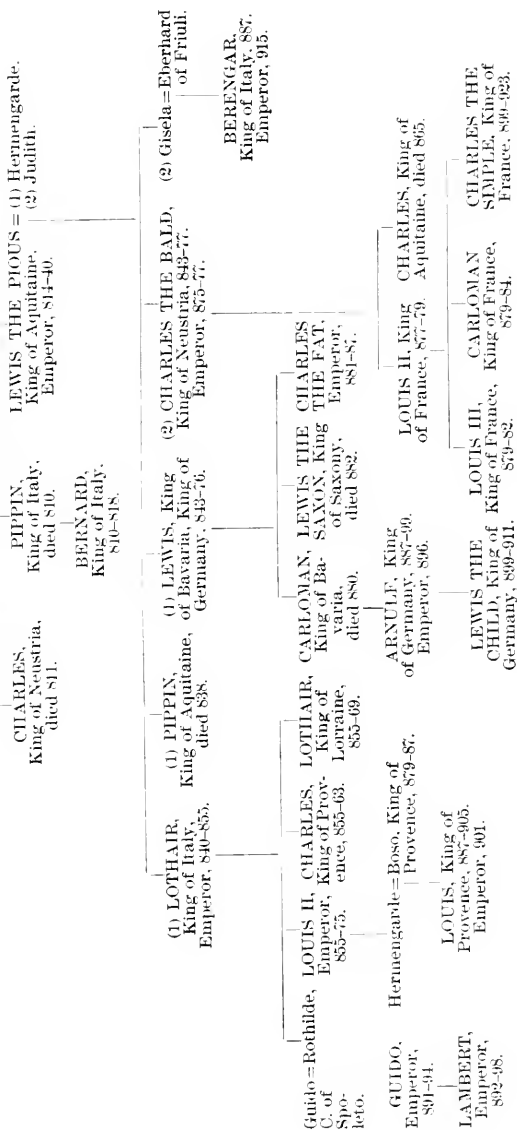 CHARLES,
King of Neustria,
died 811.
PIPPIN,
King of Italy,
died 810.
BERNARD,
King of Italy.
810–818.
LEWIS THE PIOUS = (1) Hermengarde.
King of Aquitaine. (2) Judith.
Emperor, 814–40.
(1) LOTHAIR,
King of Italy,
Emperor, 840–855.
(1) PIPPIN,
King of Aquitaine,
died 838.
(1) LEWIS, King
of Bavaria, King of
Germany, 843–76.
(2) CHARLES THE BALD,
King of Neustria, 843–77.
Emperor, 875–77.
(2) Gisela = Eberhard
of Friuli.
BERENGAR,
King of Italy, 887.
Emperor, 915.
Guido = Rothilde,
C. of
Spo-
leto.
LOUIS II,
Emperor,
855–75.
CHARLES,
King of Prov-
ence, 855–63.
LOTHAIR,
King of
Lorraine,
855–69.
CARLOMAN,
King of Ba-
varia,
died 880.
LEWIS THE
SAXON, King
of Saxony,
died 882.
CHARLES
THE FAT,
Emperor,
881–87.
LOUIS II, King
of France, 877–79.
CHARLES, King of
Aquitaine, died 865.
GUIDO,
Emperor,
891–94.
Hermengarde = Boso, King of
Provence, 879–87.
ARNULF, King
of Germany, 887–99.
Emperor, 896.
LAMBERT,
Emperor,
892–98.
LOUIS, King of
Provence, 887–905.
Emperor, 901.
LEWIS THE
CHILD, King of
Germany, 899–911.
LOUIS III,
King of France,
879–82.
CARLOMAN
King of France,
879–84.
CHARLES THE
SIMPLE, King of
France, 899–923.